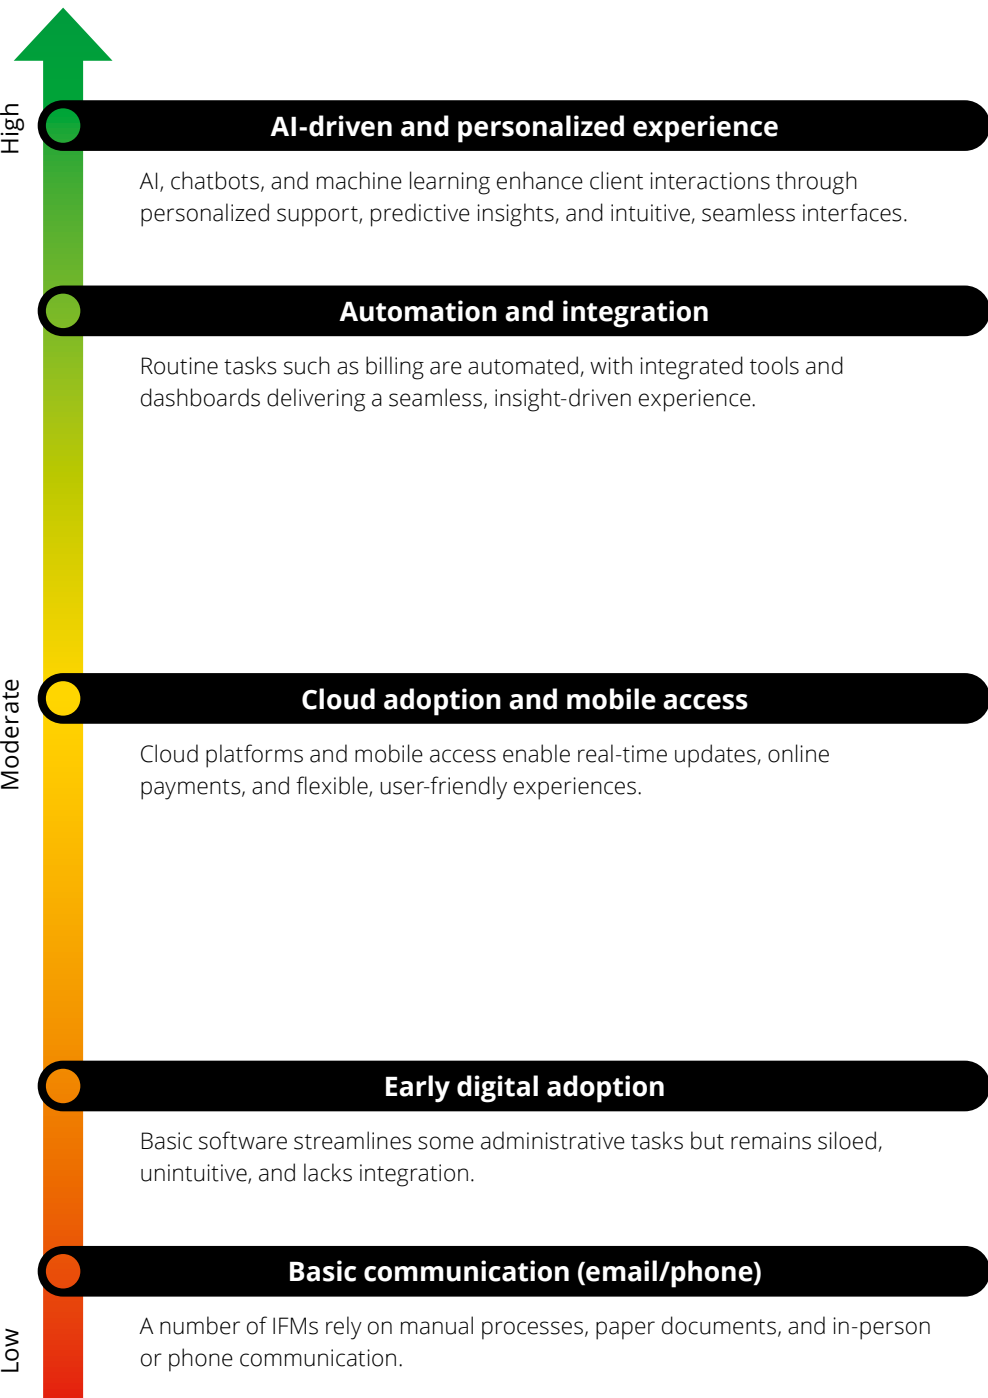 High
AI-driven and personalized experience
AI, chatbots, and machine learning enhance client interactions through
personalized support, predictive insights, and intuitive, seamless interfaces.
Automation and integration
Routine tasks such as billing are automated, with integrated tools and
dashboards delivering a seamless, insight-driven experience.
Moderate
Cloud adoption and mobile access
Cloud platforms and mobile access enable real-time updates, online
payments, and flexible, user-friendly experiences.
Early digital adoption
Basic software streamlines some administrative tasks but remains siloed,
unintuitive, and lacks integration.
Basic communication (email/phone)
Low
A number of IFMs rely on manual processes, paper documents, and in-person
or phone communication.